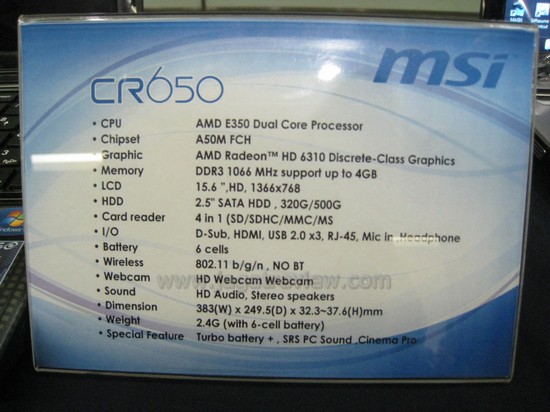 msi
CR650
• CPU AMD E350 Dual Core Processor
• Chipset A50M FCH
• Graphic AMD Radeon™ HD 6310 Discrete-Class Graphics
• Memory DDR3 1066 MHz support up to 4GB
• LCD 15.6 ",HD, 1366x768
• HDD 2.5" SATA HDD , 320G/500G
• Card reader 4 in 1 (SD/SDHC/MMC/MS
• I/O D-Sub, HDMI, USB 2.0 x3, RJ-45, Mic in, Headphone
• Battery 6 cells
• Wireless 802.11 b/g/n , NO BT
• Webcam HD Webcam Webcam
• Sound HD Audio, Stereo speakers
• Dimension 383(W) x 249.5(D) x 32.3~37.6(H)mm
• Weight 2.4G (with 6-cell battery)
• Special Feature Turbo battery + , SRS PC Sound ,Cinema Pro